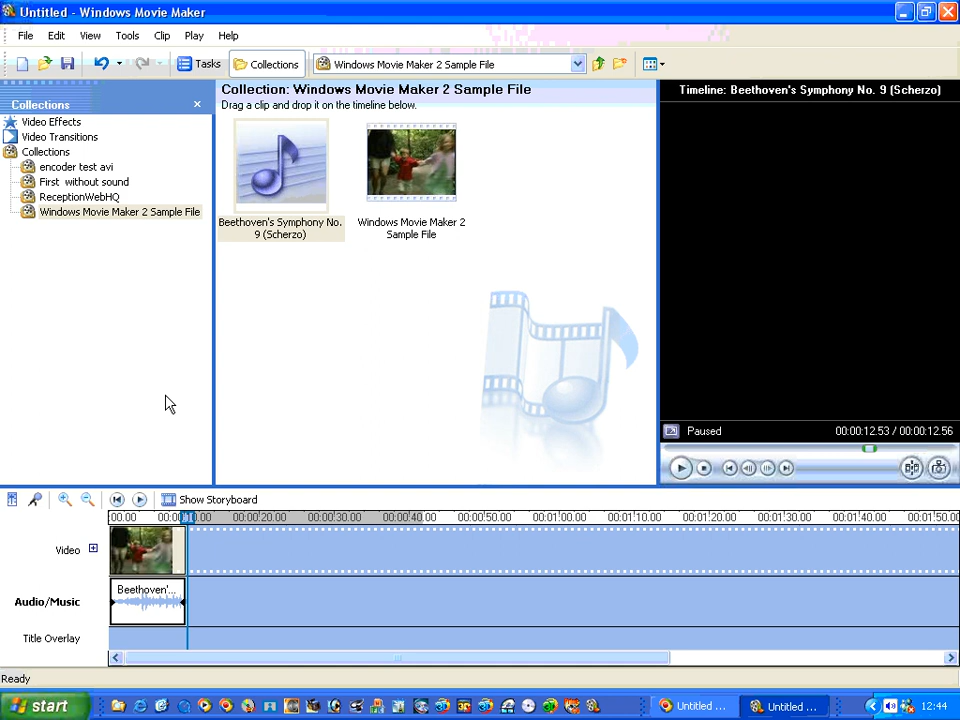 Untitled - Windows Movie Maker
File Edit View Tools Clip Play Help
Tasks Collections Windows Movie Maker 2 Sample File
Collections
Video Effects
Video Transitions
Collections
encoder test avi
First without sound
ReceptionWebHQ
Windows Movie Maker 2 Sample File
Collection: Windows Movie Maker 2 Sample File
Drag a clip and drop it on the timeline below.
Beethoven's Symphony No.
9 (Scherzo)
Windows Movie Maker 2
Sample File
Timeline: Beethoven's Symphony No. 9 (Scherzo)
Paused 00:00:12.53 / 00:00:12.56
Show Storyboard
00:00:20.00 00:00:30.00 00:00:40.00 00:00:50.00 00:01:00.00 00:01:10.00 00:01:20.00 00:01:30.00 00:01:40.00 00:01:50.00
Video
Beethoven'...
Audio/Music
Title Overlay
Ready
start Untitled ... Untitled ... 12:44